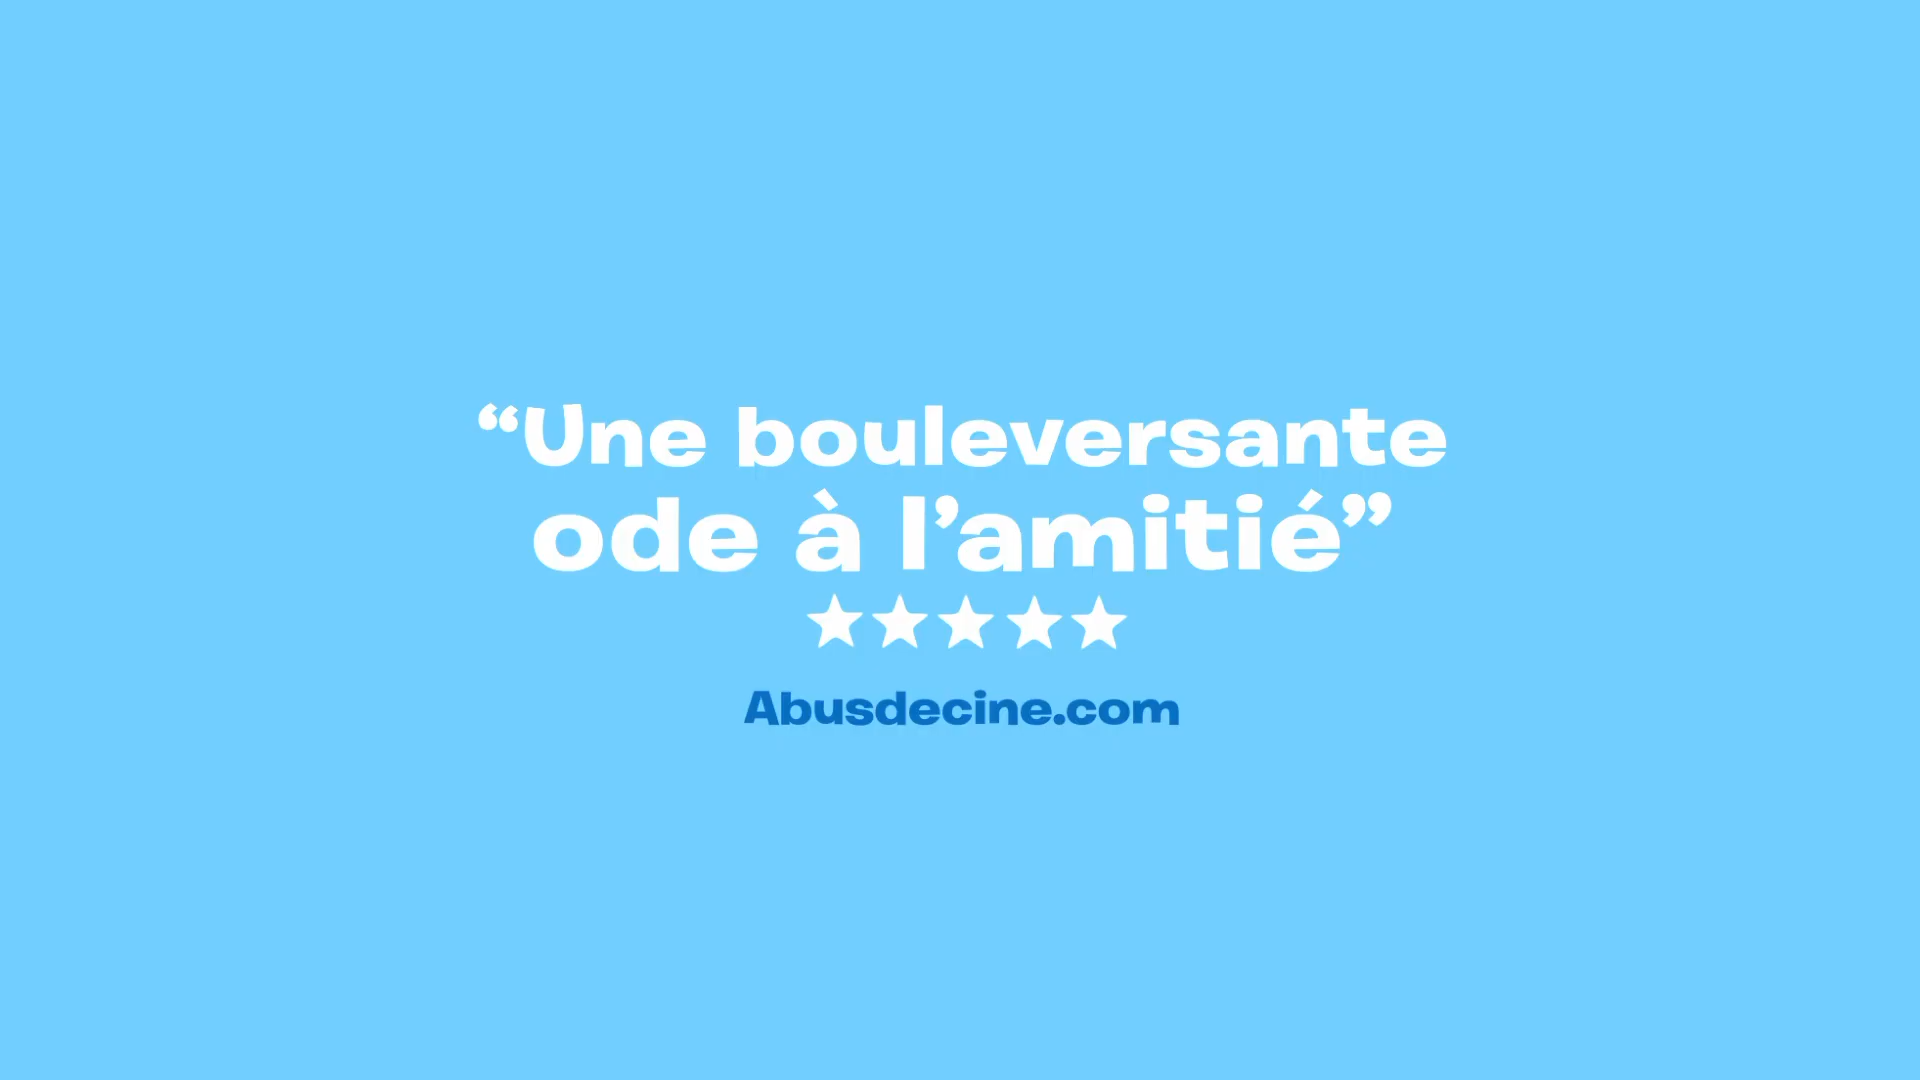 “Une bouleversante
ode à l’amitié”
★★★★★
Abusdecine.com